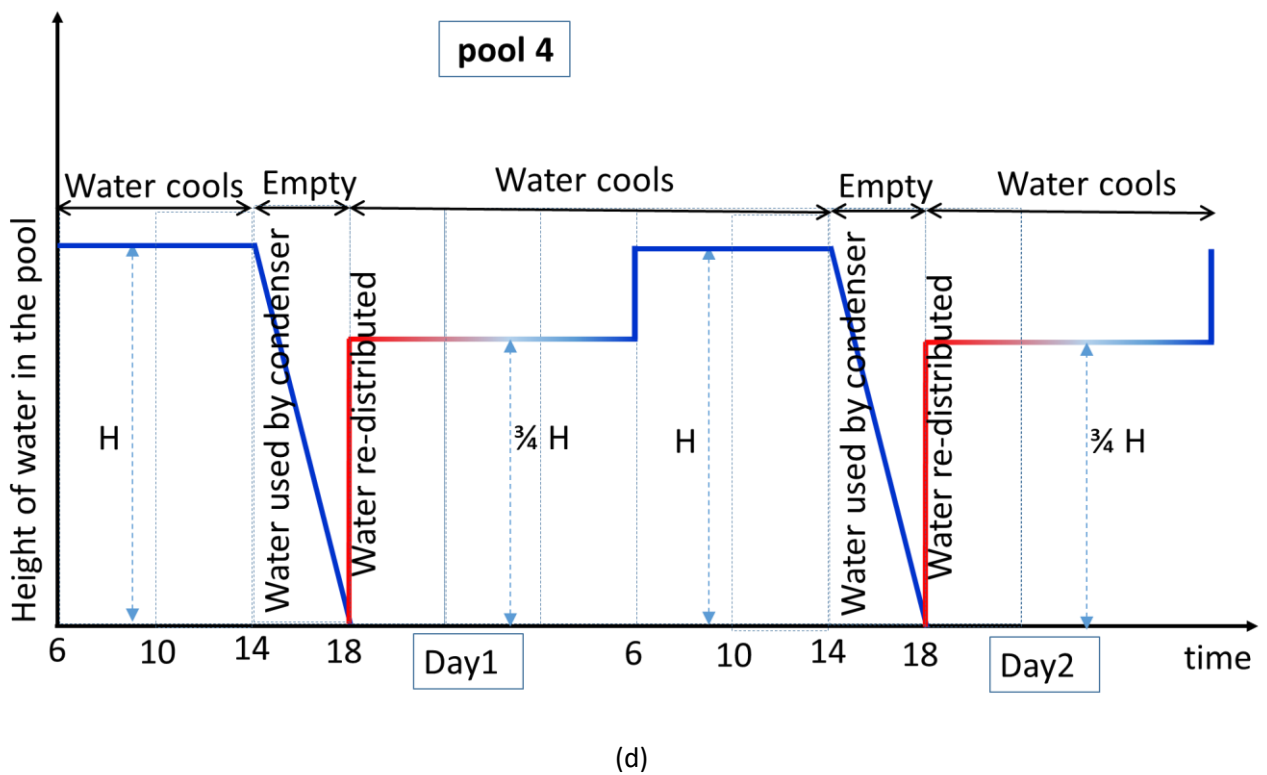 pool 4
Water cools
Empty
Water cools
Empty
Water cools
Height of water in the pool
H
Water used by condenser
Water re-distributed
¾ H
H
Water used by condenser
Water re-distributed
¾ H
6 10 14 18 6 10 14 18 time
Day1
Day2
(d)